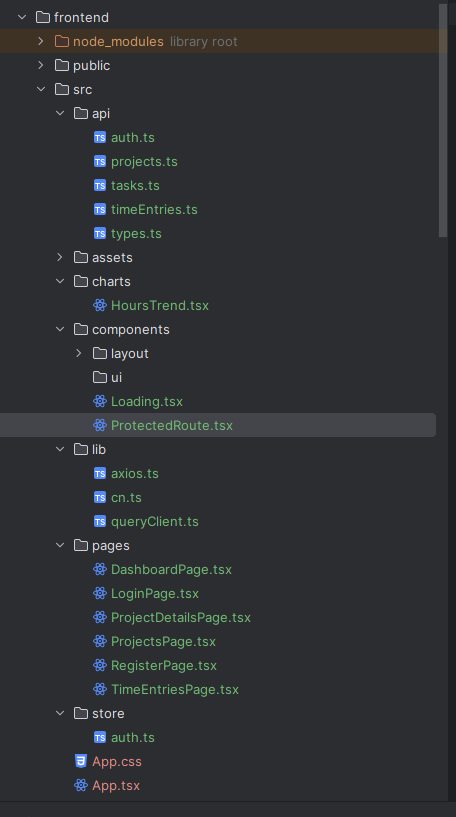 frontend
node_modules library root
public
src
api
TS auth.ts
TS projects.ts
TS tasks.ts
TS timeEntries.ts
TS types.ts
assets
charts
HoursTrend.tsx
components
layout
ui
Loading.tsx
ProtectedRoute.tsx
lib
TS axios.ts
TS cn.ts
TS queryClient.ts
pages
DashboardPage.tsx
LoginPage.tsx
ProjectDetailsPage.tsx
ProjectsPage.tsx
RegisterPage.tsx
TimeEntriesPage.tsx
store
TS auth.ts
App.css
App.tsx